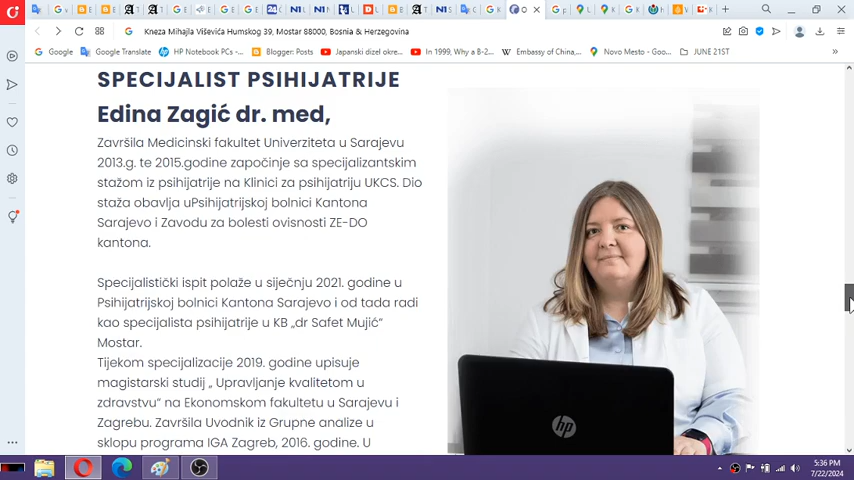 Kneza Mihajla Viševića Humskog 39, Mostar 88000, Bosnia & Herzegovina
Google
Google Translate
HP Notebook PCs - ...
Blogger: Posts
Japanski dizel okre...
In 1999, Why a B-2...
Embassy of China,...
Novo Mesto - Goo...
JUNE 21ST
SPECIJALIST PSIHIJATRIJE
Edina Zagić dr. med,
Završila Medicinski fakultet Univerziteta u Sarajevu
2013.g. te 2015.godine započinje sa specijalizantskim
stažom iz psihijatrije na Klinici za psihijatriju UKCS. Dio
staža obavlja uPsihijatrijskoj bolnici Kantona
Sarajevo i Zavodu za bolesti ovisnosti ZE-DO
kantona.
Specijalistički ispit polaže u siječnju 2021. godine u
Psihijatrijskoj bolnici Kantona Sarajevo i od tada radi
kao specijalista psihijatrije u KB „dr Safet Mujić“
Mostar.
Tijekom specijalizacije 2019. godine upisuje
magistarski studij „ Upravljanje kvalitetom u
zdravstvu“ na Ekonomskom fakultetu u Sarajevu i
Zagrebu. Završila Uvodnik iz Grupne analize u
sklopu programa IGA Zagreb, 2016. godine. U
hp
5:36 PM
7/22/2024